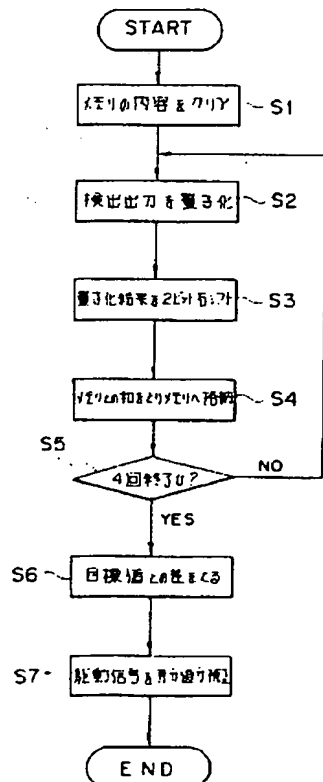 START
メモリの内容をクリア
S1
検出出力を量子化
S2
量子化結果を2ビット右シフト
S3
メモリとの和をとりメモリへ格納
S4
S5
4回終了か?
NO
YES
S6
目標値との差をとる
S7
駆動信号を
END